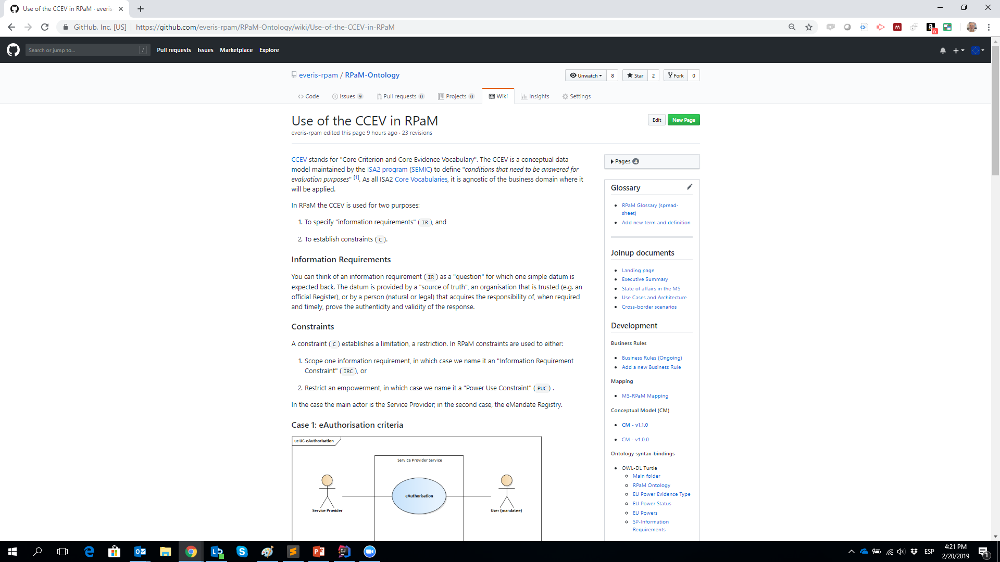 Use of the CCEV in RPaM · everis-
GitHub, Inc. [US] https://github.com/everis-rpam/RPaM-Ontology/wiki/Use-of-the-CCEV-in-RPaM
6
Search or jump to... /
Pull requests Issues Marketplace Explore
everis-rpam / RPaM-Ontology
Unwatch 8 Star 2 Fork 0
Code Issues 9 Pull requests 0 Projects 0 Wiki Insights Settings
Use of the CCEV in RPaM
Edit New Page
everis-rpam edited this page 9 hours ago · 23 revisions
CCEV stands for "Core Criterion and Core Evidence Vocabulary". The CCEV is a conceptual data
model maintained by the ISA2 program (SEMIC) to define "conditions that need to be answered for
evaluation purposes" [1]. As all ISA2 Core Vocabularies, it is agnostic of the business domain where it
will be applied.
In RPaM the CCEV is used for two purposes:
1. To specify "information requirements" ( IR ), and
2. To establish constraints ( C ).
Information Requirements
You can think of an information requirement ( IR ) as a "question" for which one simple datum is
expected back. The datum is provided by a "source of truth", an organisation that is trusted (e.g. an
official Register), or by a person (natural or legal) that acquires the responsibility of, when required
and timely, prove the authenticity and validity of the response.
Constraints
A constraint ( C ) establishes a limitation, a restriction. In RPaM constraints are used to either:
1. Scope one information requirement, in which case we name it an "Information Requirement
Constraint" ( IRC ), or
2. Restrict an empowerment, in which case we name it a "Power Use Constraint" ( PUC ) .
In the case the main actor is the Service Provider; in the second case, the eMandate Registry.
Case 1: eAuthorisation criteria
uc UC-eAuthorisation
Service Provider Service
eAuthorisation
Service Provider
User (mandatee)
Pages 4
Glossary
RPaM Glossary (spread-
sheet)
Add new term and definition
Joinup documents
Landing page
Executive Summary
State of affairs in the MS
Use Cases and Architecture
Cross-border scenarios
Development
Business Rules
Business Rules (Ongoing)
Add a new Business Rule
Mapping
MS-RPaM Mapping
Conceptual Model (CM)
CM - v1.1.0
CM - v1.0.0
Ontology syntax-bindings
OWL-DL Turtle
Main folder
RPaM Ontology
EU Power Evidence Type
EU Power Status
EU Powers
SP-Information
Requirements
ESP
4:21 PM
2/20/2019
1